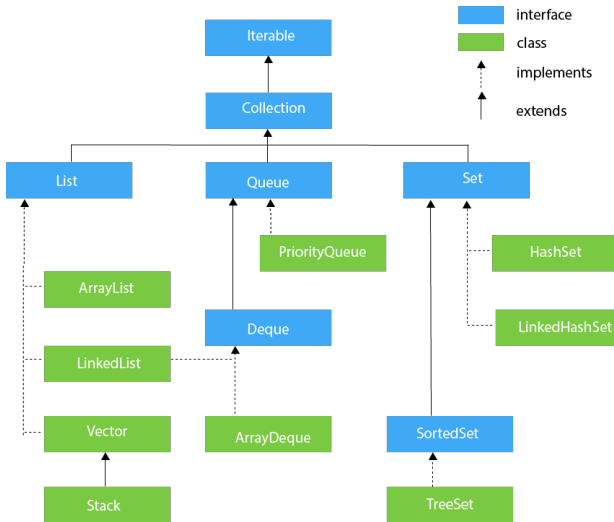 interface
class
implements
extends
Iterable
Collection
List
Queue
Set
PriorityQueue
HashSet
ArrayList
Deque
LinkedHashSet
LinkedList
Vector
ArrayDeque
SortedSet
Stack
TreeSet